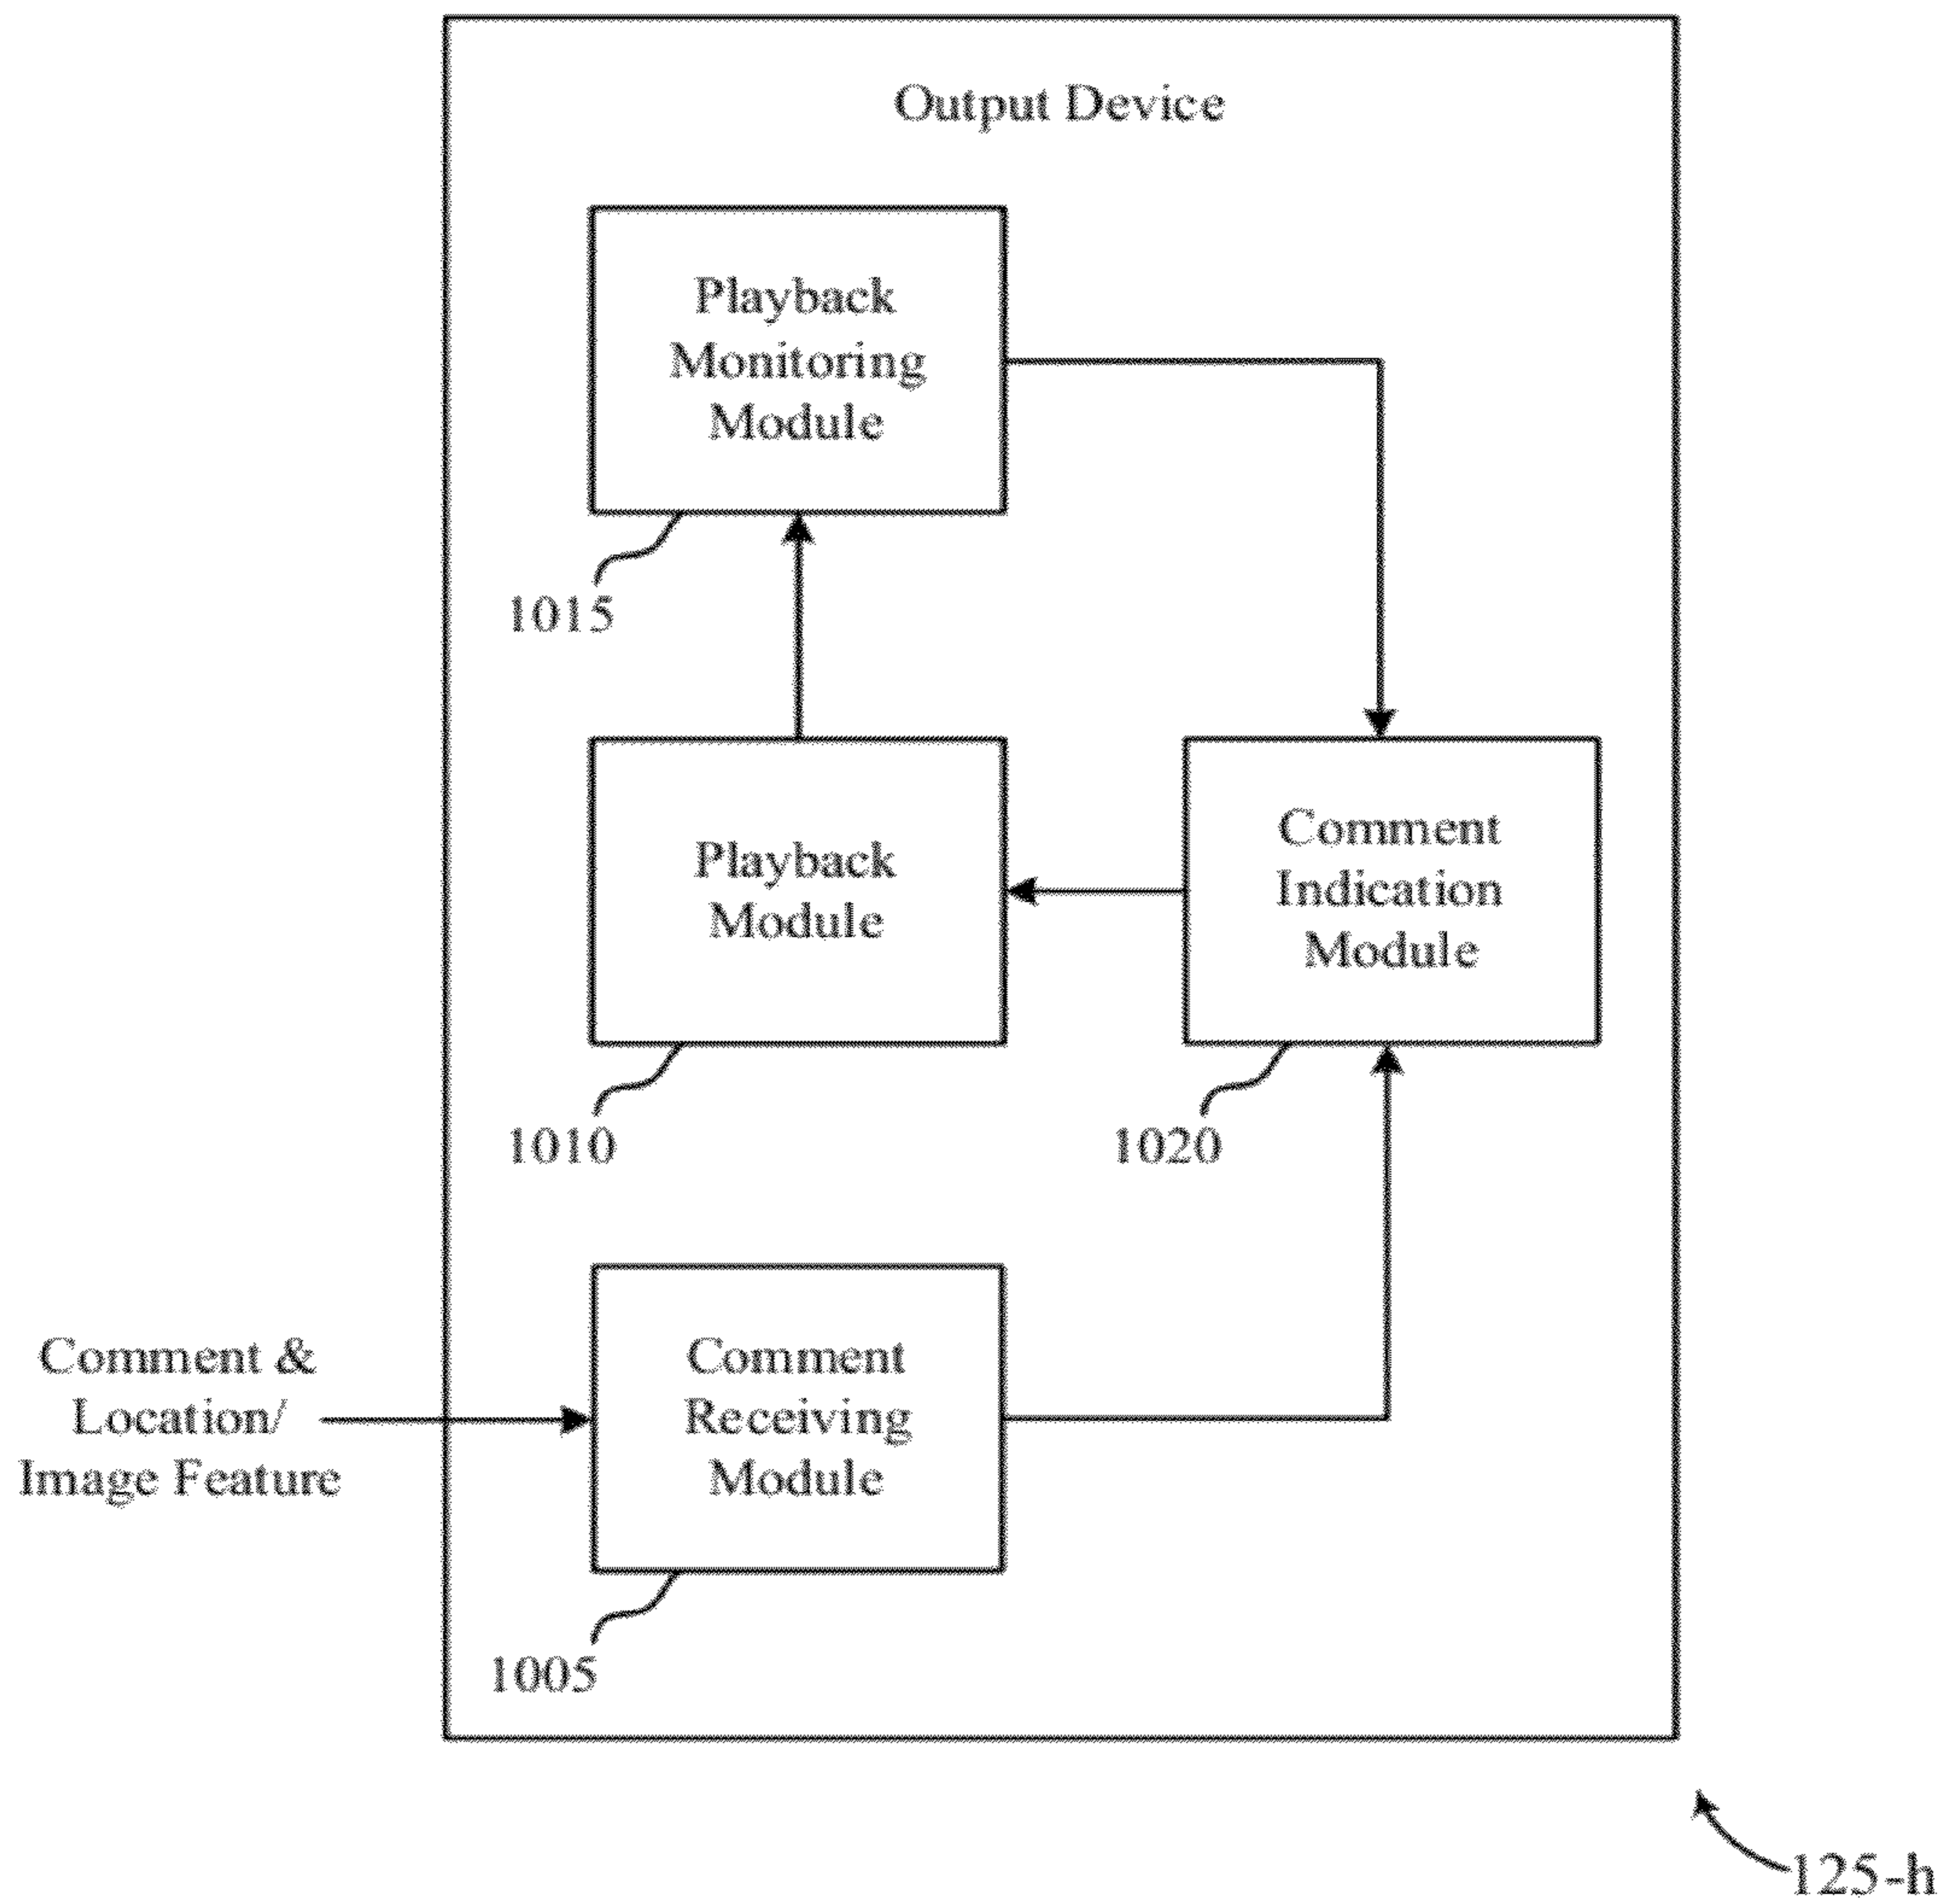 Output Device
Playback
Monitoring
Module
1015
Playback
Module
1010
Comment
Indication
Module
1020
Comment &
Location/
Image Feature
Comment
Receiving
Module
1005
125-h